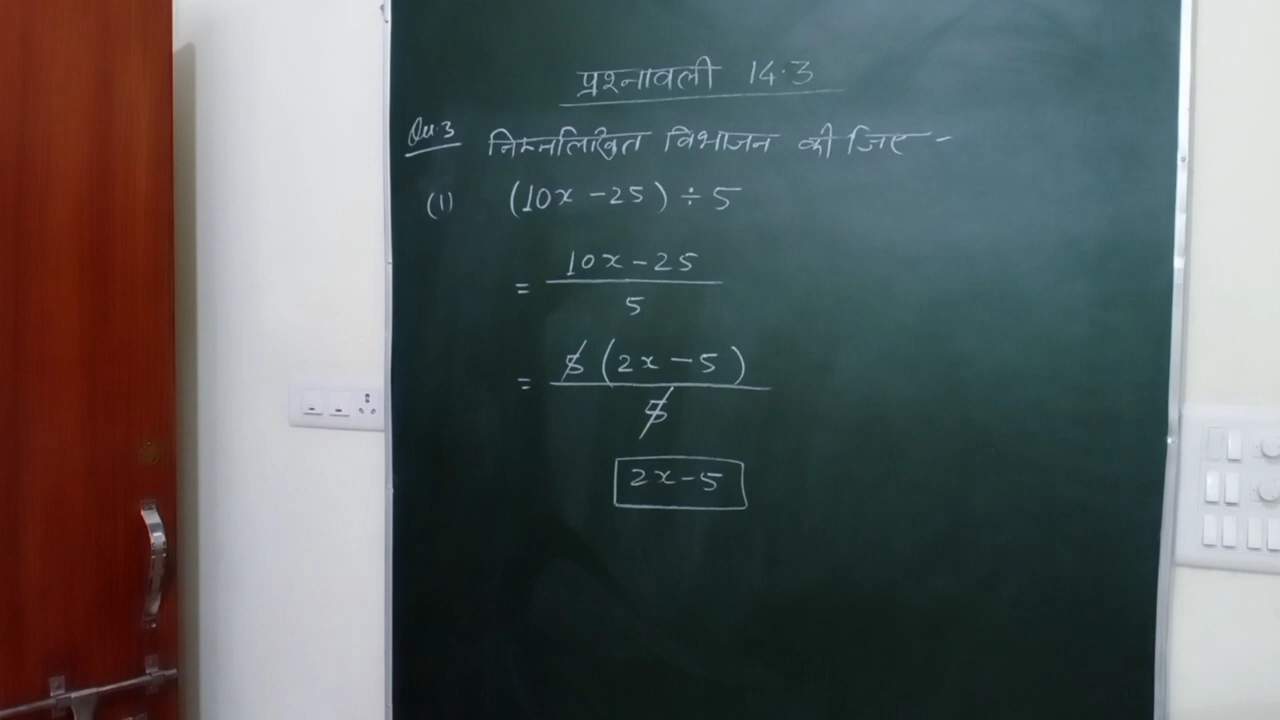 प्रश्नावली 14.3
Qu.3 निम्नलिखित विभाजन कीजिए -
(1) (10x - 25) ÷ 5
= 10x - 25
5
= 5 (2x - 5)
5
2x - 5